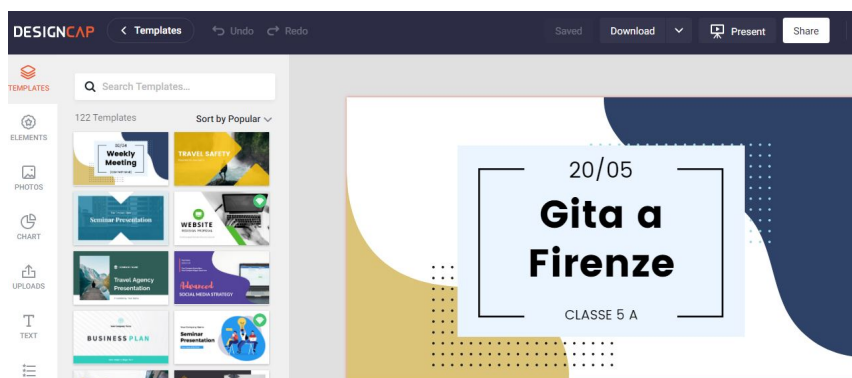 DESIGNCAP
Templates
Undo
Redo
Saved
Download
Present
Share
TEMPLATES
ELEMENTS
PHOTOS
CHART
UPLOADS
TEXT
Search Templates...
122 Templates
Sort by Popular
20/04
Weekly
Meeting
TRAVEL SAFETY
Seminar Presentation
WEBSITE
Travel Agency
Presentation
Advanced
SOCIAL MEDIA STRATEGY
BUSINESS PLAN
Seminar
Presentation
20/05
Gita a
Firenze
CLASSE 5 A